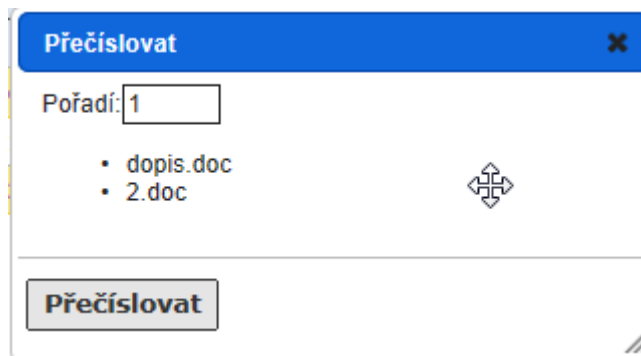 Přečíslovat
Pořadí: 1
• dopis.doc
• 2.doc
Přečíslovat